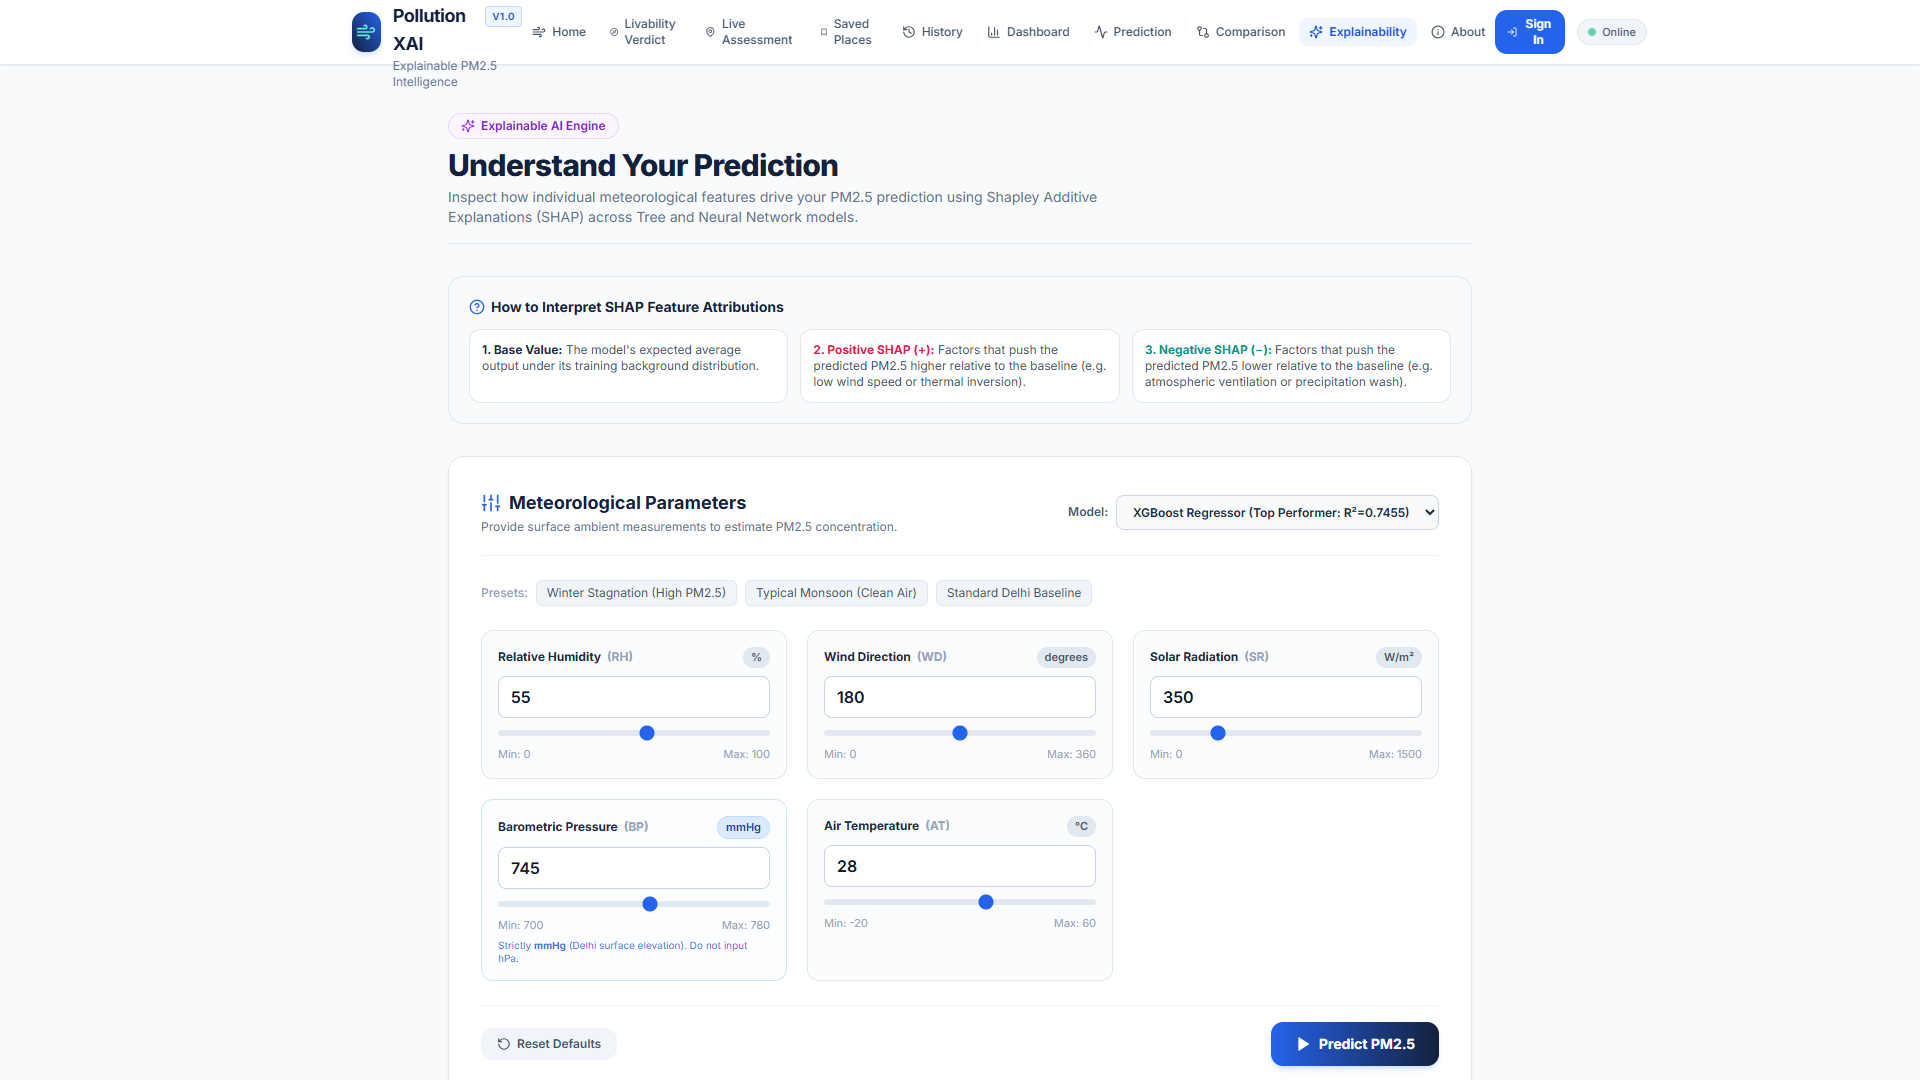 Pollution XAI
V1.0
Explainable PM2.5 Intelligence
Home
Livability Verdict
Live Assessment
Saved Places
History
Dashboard
Prediction
Comparison
Explainability
About
Sign In
Online
Explainable AI Engine
Understand Your Prediction
Inspect how individual meteorological features drive your PM2.5 prediction using Shapley Additive
Explanations (SHAP) across Tree and Neural Network models.
How to Interpret SHAP Feature Attributions
1. Base Value: The model's expected average
output under its training background distribution.
2. Positive SHAP (+): Factors that push the
predicted PM2.5 higher relative to the baseline (e.g.
low wind speed or thermal inversion).
3. Negative SHAP (−): Factors that push the
predicted PM2.5 lower relative to the baseline (e.g.
atmospheric ventilation or precipitation wash).
Meteorological Parameters
Provide surface ambient measurements to estimate PM2.5 concentration.
Model:
XGBoost Regressor (Top Performer: R²=0.7455)
Presets:
Winter Stagnation (High PM2.5)
Typical Monsoon (Clean Air)
Standard Delhi Baseline
Relative Humidity (RH)
%
55
Min: 0
Max: 100
Wind Direction (WD)
degrees
180
Min: 0
Max: 360
Solar Radiation (SR)
W/m²
350
Min: 0
Max: 1500
Barometric Pressure (BP)
mmHg
745
Min: 700
Max: 780
Strictly mmHg (Delhi surface elevation). Do not input
hPa.
Air Temperature (AT)
°C
28
Min: -20
Max: 60
Reset Defaults
Predict PM2.5